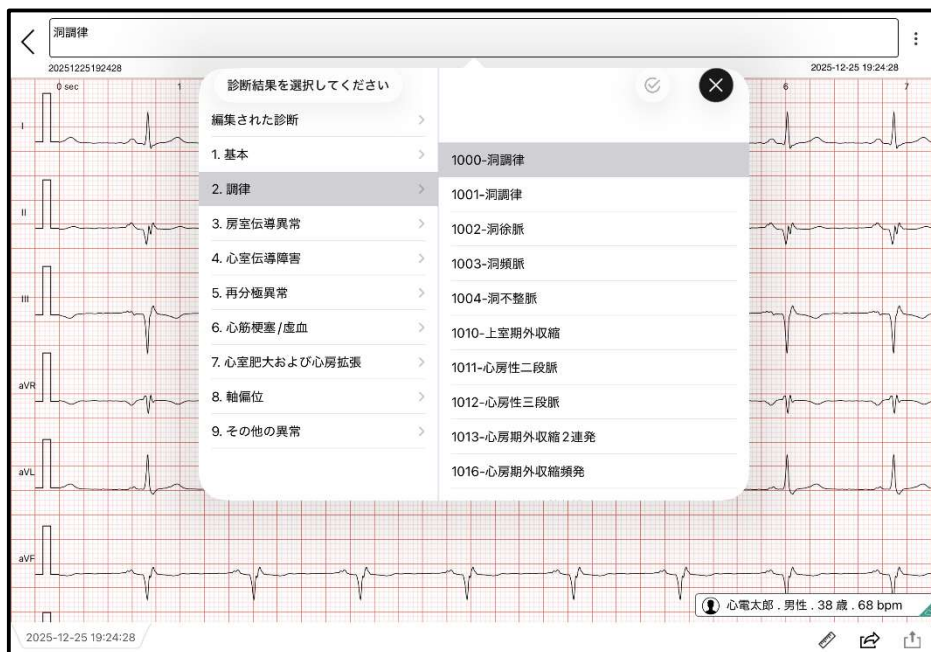 洞調律
20251225192428
2025-12-25 19:24:28
0 sec
1
6
7
I
II
III
aVR
aVL
aVF
診断結果を選択してください
編集された診断
1. 基本
2. 調律
3. 房室伝導異常
4. 心室伝導障害
5. 再分極異常
6. 心筋梗塞/虚血
7. 心室肥大および心房拡張
8. 軸偏位
9. その他の異常
1000-洞調律
1001-洞調律
1002-洞徐脈
1003-洞頻脈
1004-洞不整脈
1010-上室期外収縮
1011-心房性二段脈
1012-心房性三段脈
1013-心房期外収縮2連発
1016-心房期外収縮頻発
心電太郎 . 男性 . 38 歳 . 68 bpm
2025-12-25 19:24:28